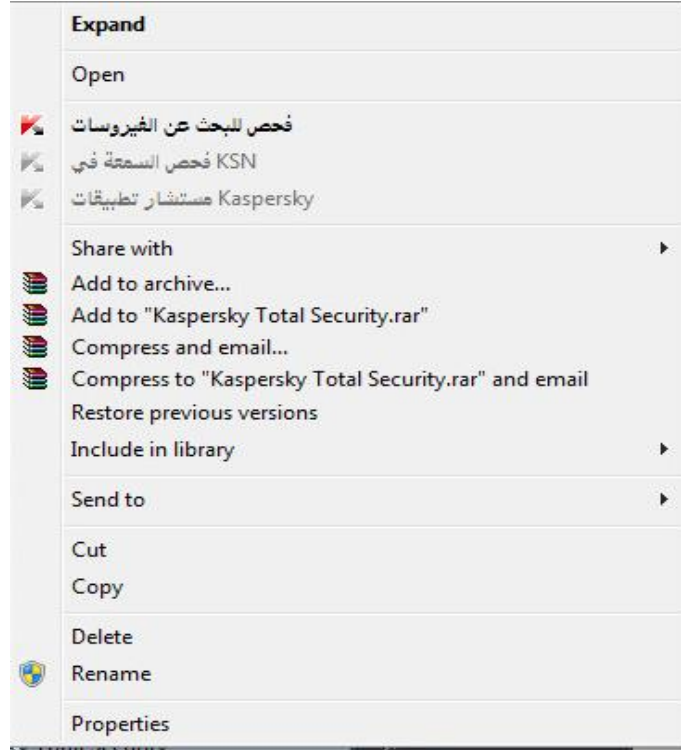 Expand
Open
فحص للبحث عن الفيروسات
فحص السمعة في KSN
مستشار تطبيقات Kaspersky
Share with
Add to archive...
Add to "Kaspersky Total Security.rar"
Compress and email...
Compress to "Kaspersky Total Security.rar" and email
Restore previous versions
Include in library
Send to
Cut
Copy
Delete
Rename
Properties